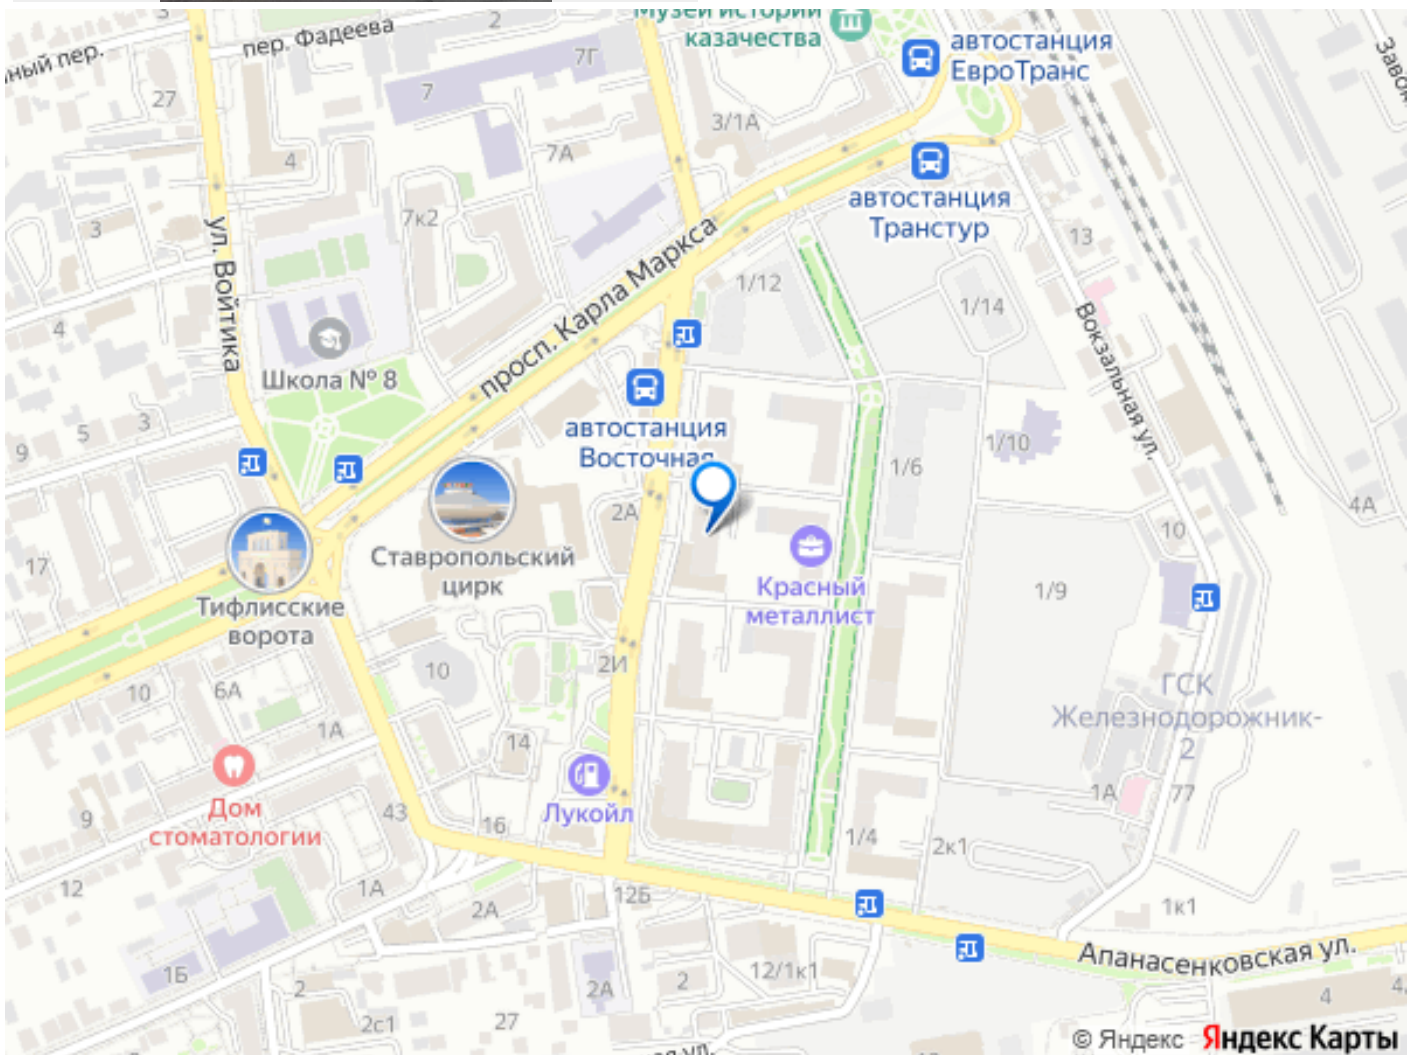 Музей истории
казачества
автостанция
ЕвроТранс
пер. Фадеева
2
7Г
7
27
3/1А
4
7А
автостанция
Транстур
7к2
3
ул. Войтика
13
1/12
1/14
просп. Карла Маркса
Вокзальная ул.
4
Школа № 8
3
5
9
автостанция
Восточная
1/10
1/6
4А
2А
10
Ставропольский
цирк
17
Красный
металлист
1/9
Тифлисские
ворота
2И
10
6А
10
ГСК
Железнодорожник-
2
1А
14
Дом
стоматологии
Лукойл
1А
77
9
43
16
1/4
2к1
12
1А
2А
12Б
1к1
Апанасенковская ул.
1Б
2
2А
2
12/1к1
4
2с1
27
© Яндекс Яндекс Карты